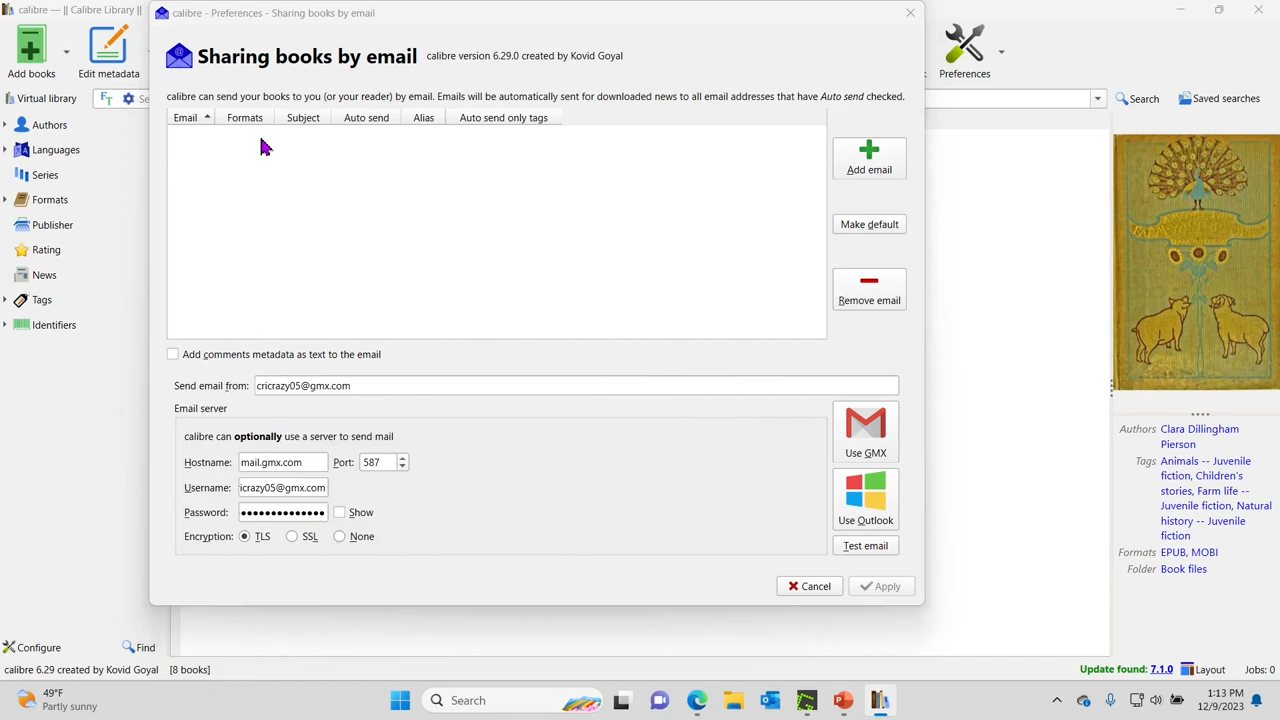 calibre — || Calibre Library ||
calibre - Preferences - Sharing books by email
Add books
Edit metadata
Preferences
Sharing books by email
calibre version 6.29.0 created by Kovid Goyal
Virtual library
Search
Saved searches
calibre can send your books to you (or your reader) by email. Emails will be automatically sent for downloaded news to all email addresses that have Auto-send checked.
Email
Formats
Subject
Auto send
Alias
Auto send only tags
Authors
Languages
Series
Formats
Publisher
Rating
News
Tags
Identifiers
Add email
Make default
Remove email
Add comments metadata as text to the email
Send email from: cricrazy05@gmx.com
Email server
calibre can optionally use a server to send mail
Hostname: mail.gmx.com Port: 587
Username: icrazy05@gmx.com
Password: ●●●●●●●●●●●●●● Show
Encryption: TLS SSL None
Use GMX
Use Outlook
Test email
Cancel
Apply
Authors Clara Dillingham
Pierson
Tags Animals -- Juvenile
fiction, Children's
stories, Farm life --
Juvenile fiction, Natural
history -- Juvenile
fiction
Formats EPUB, MOBI
Folder Book files
Configure
Find
calibre 6.29 created by Kovid Goyal [8 books]
Update found: 7.1.0
Layout
Jobs: 0
49°F
Partly sunny
Search
1:13 PM
12/9/2023